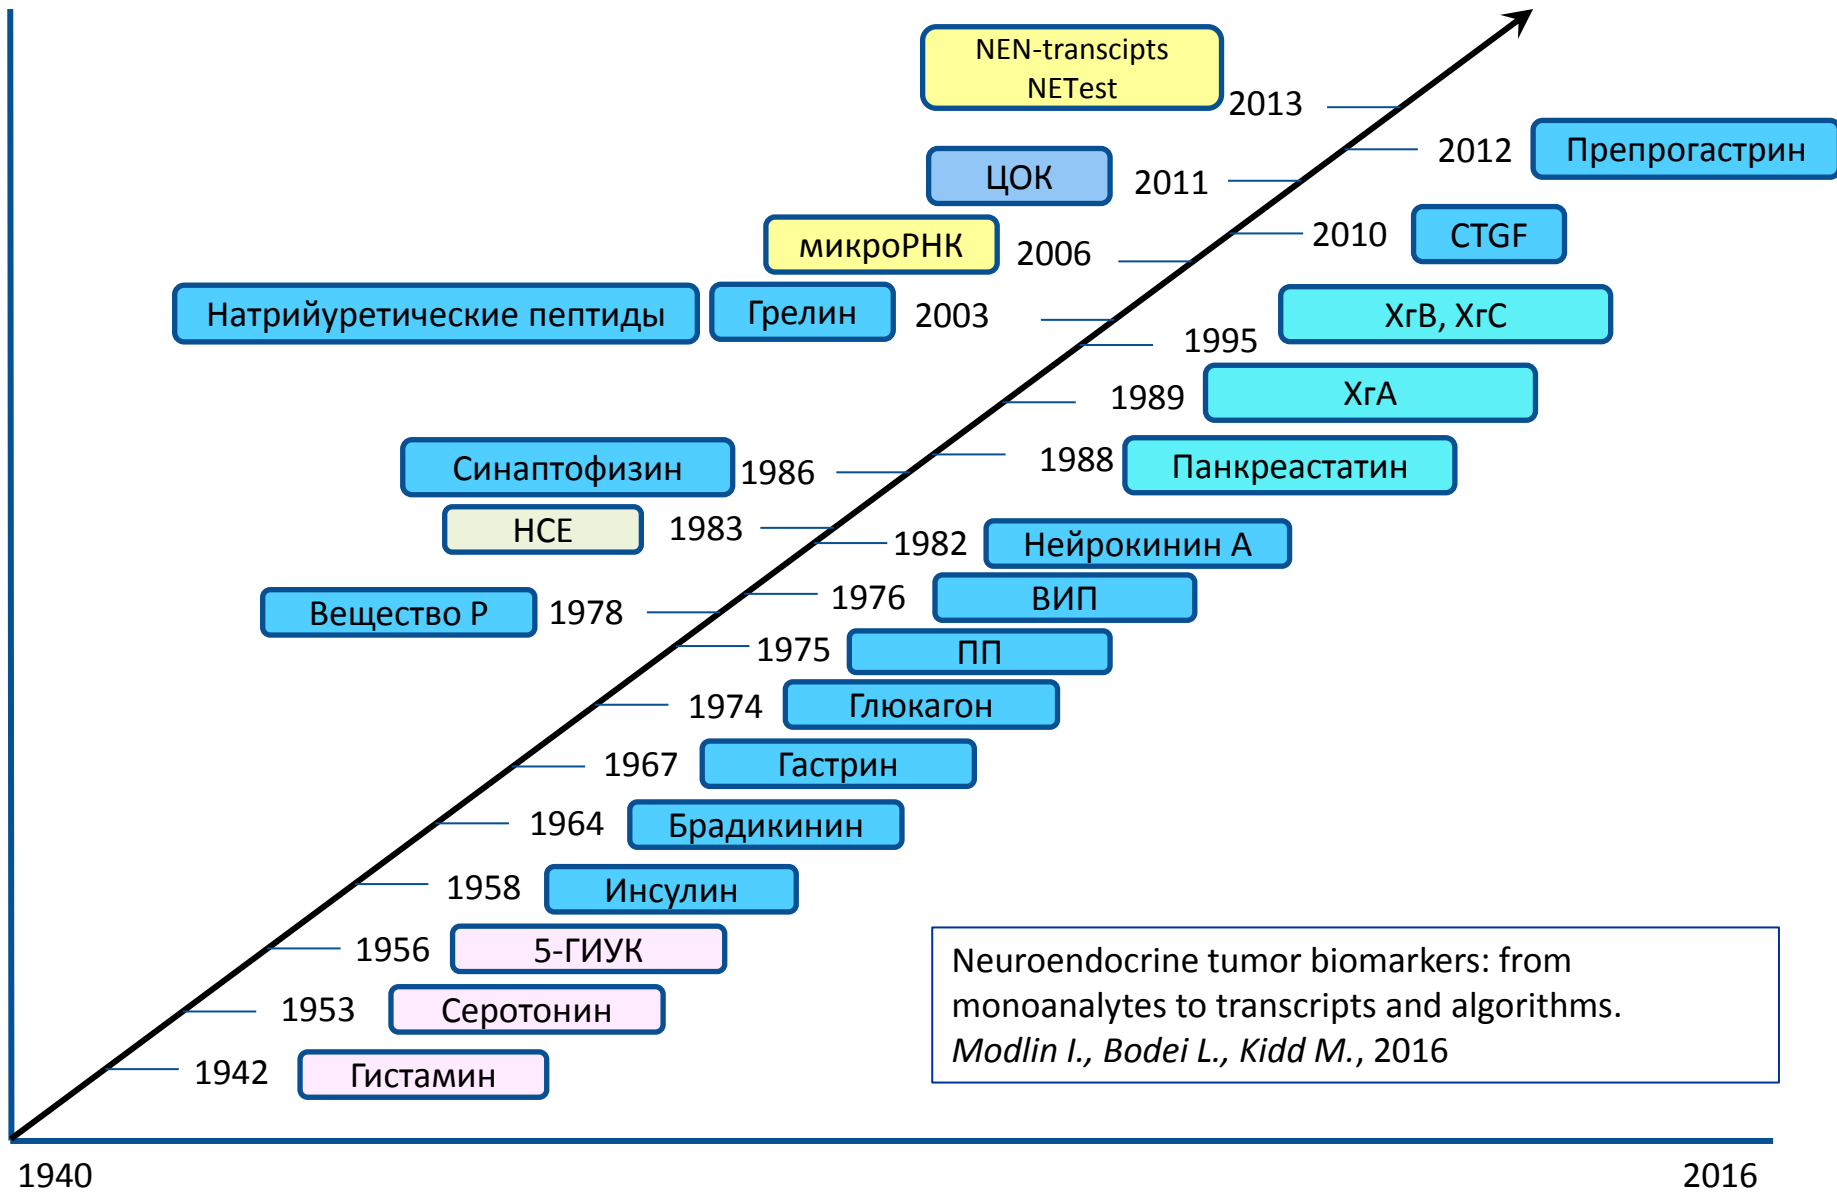 NEN-transcipts
NETest
2013
2012
Препрогастрин
ЦОК
2011
микроРНК
2006
2010
CTGF
Натрийуретические пептиды
Грелин
2003
1995
ХгВ, ХгС
1989
ХгА
Синаптофизин
1986
1988
Панкреастатин
НСЕ
1983
1982
Нейрокинин А
Вещество Р
1978
1976
ВИП
1975
ПП
1974
Глюкагон
1967
Гастрин
1964
Брадикинин
1958
Инсулин
1956
5-ГИУК
1953
Серотонин
1942
Гистамин
Neuroendocrine tumor biomarkers: from
monoanalytes to transcripts and algorithms.
Modlin I., Bodei L., Kidd M., 2016
1940
2016